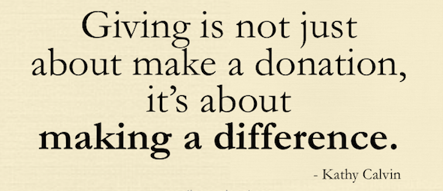 Giving is not just
about make a donation,
it's about
making a difference.
- Kathy Calvin